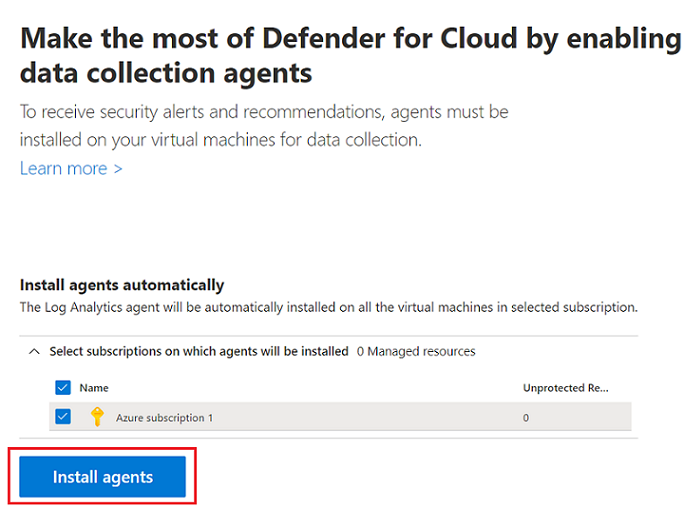 Make the most of Defender for Cloud by enabling
data collection agents
To receive security alerts and recommendations, agents must be
installed on your virtual machines for data collection.
Learn more >
Install agents automatically
The Log Analytics agent will be automatically installed on all the virtual machines in selected subscription.
Select subscriptions on which agents will be installed 0 Managed resources
Name Unprotected Re...
Azure subscription 1 0
Install agents